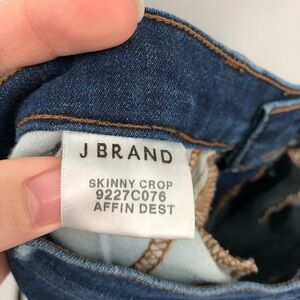 J BRAND
SKINNY CROP
9227C076
AFFIN DEST